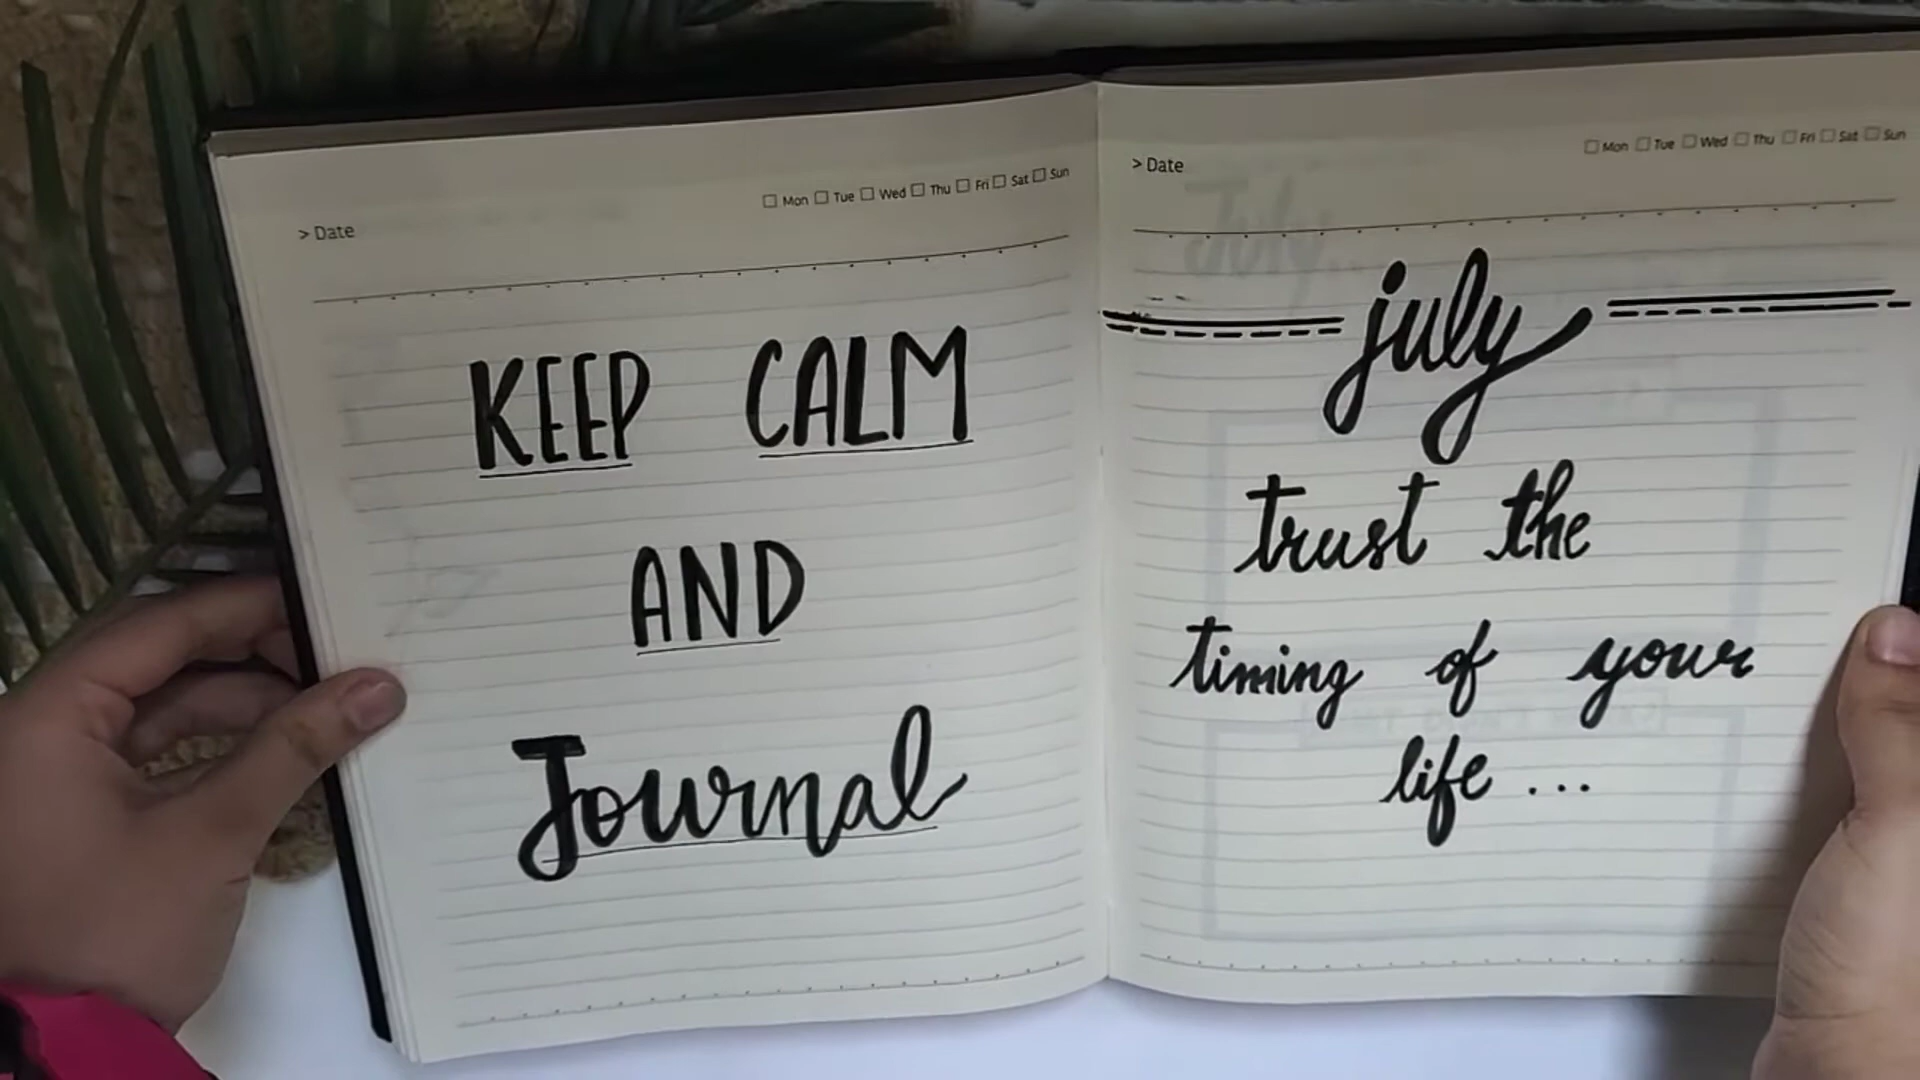 > Date
☐ Mon ☐ Tue ☐ Wed ☐ Thu ☐ Fri ☐ Sat ☐ Sun
KEEP CALM
AND
Journal
> Date
☐ Mon ☐ Tue ☐ Wed ☐ Thu ☐ Fri ☐ Sat ☐ Sun
july
trust the
timing of your
life ...